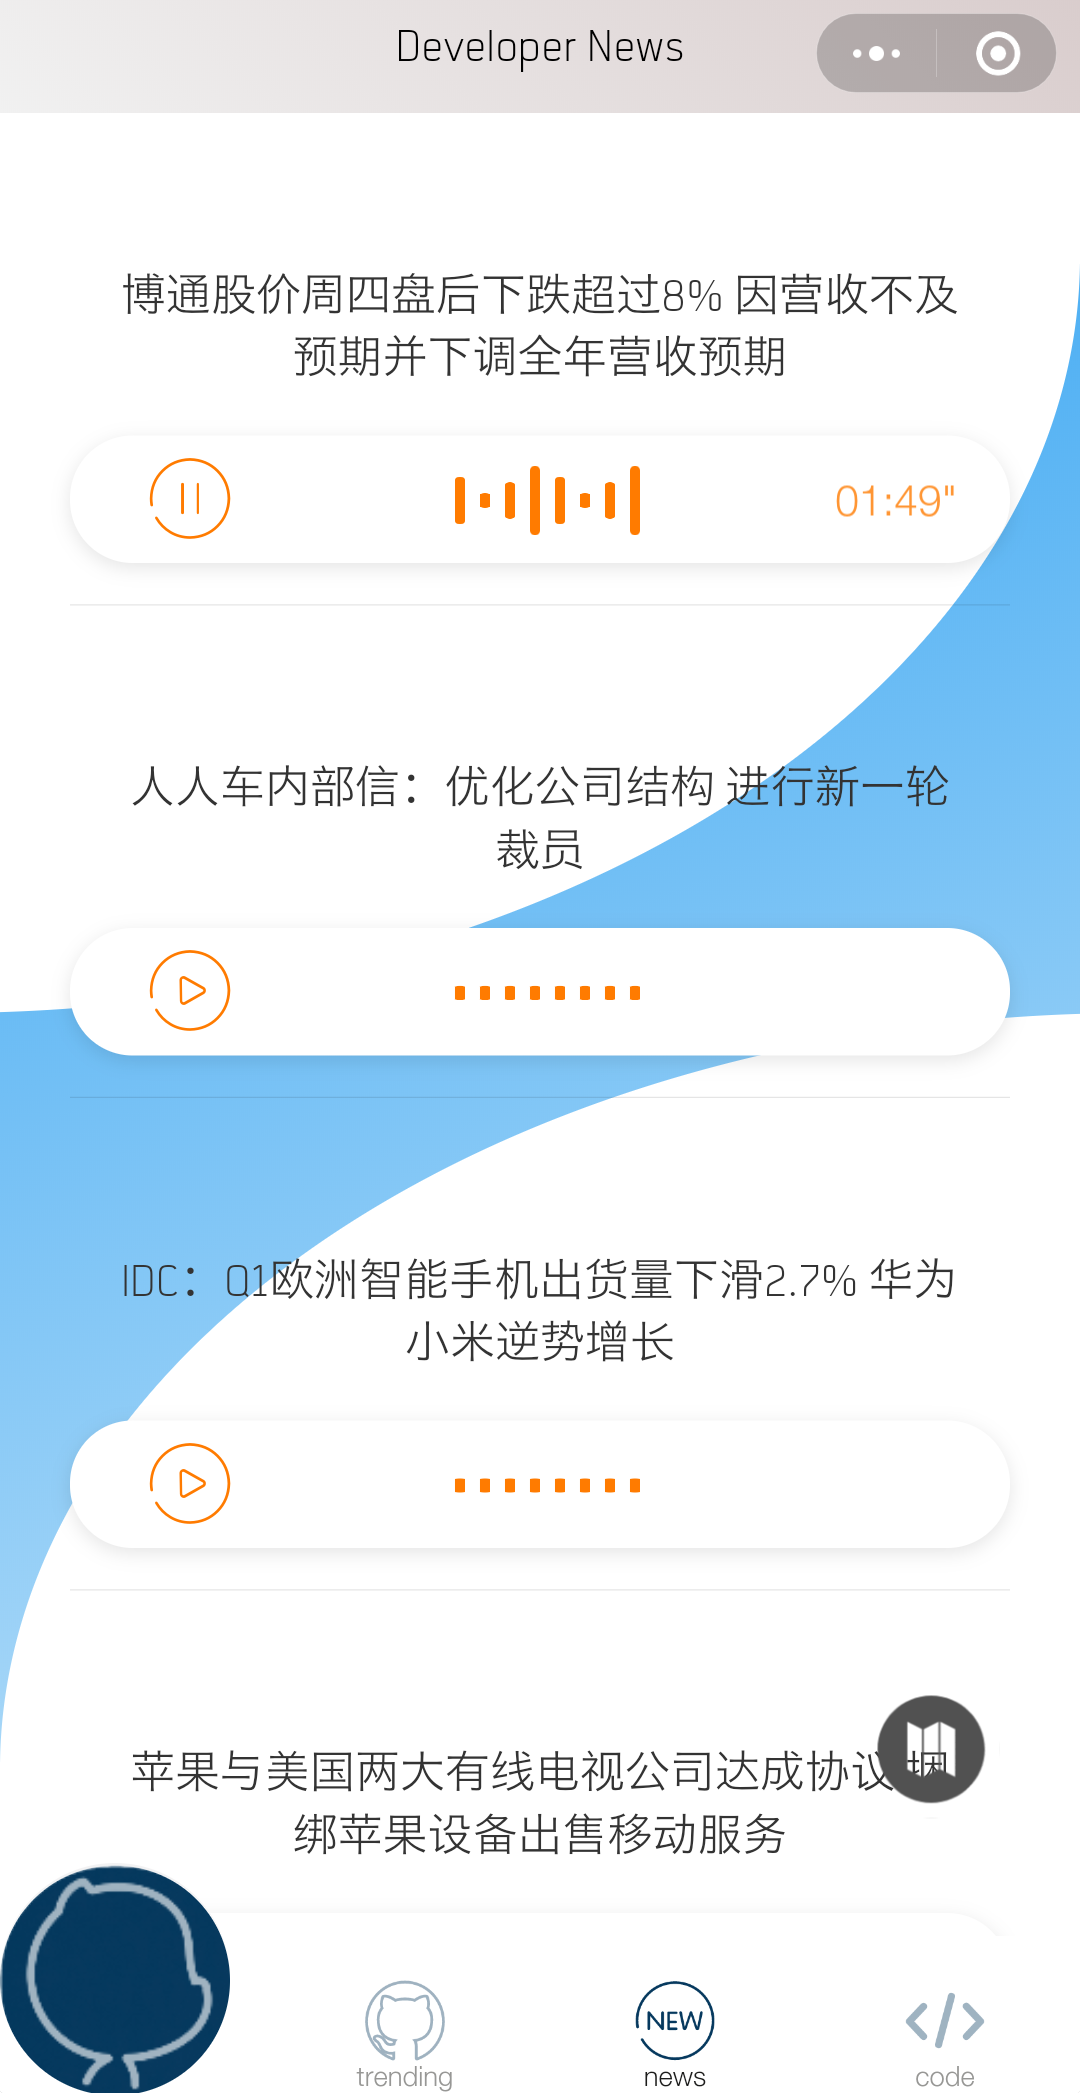 Developer News
博通股价周四盘后下跌超过8% 因营收不及
预期并下调全年营收预期
01:49"
人人车内部信：优化公司结构 进行新一轮
裁员
IDC：Q1欧洲智能手机出货量下滑2.7% 华为
小米逆势增长
苹果与美国两大有线电视公司达成协议 捆
绑苹果设备出售移动服务
NEW
trending
news
code